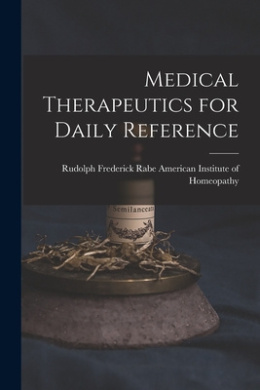 Medical
Therapeutics for
Daily Reference
Rudolph Frederick Rabe American Institute of
Homeopathy